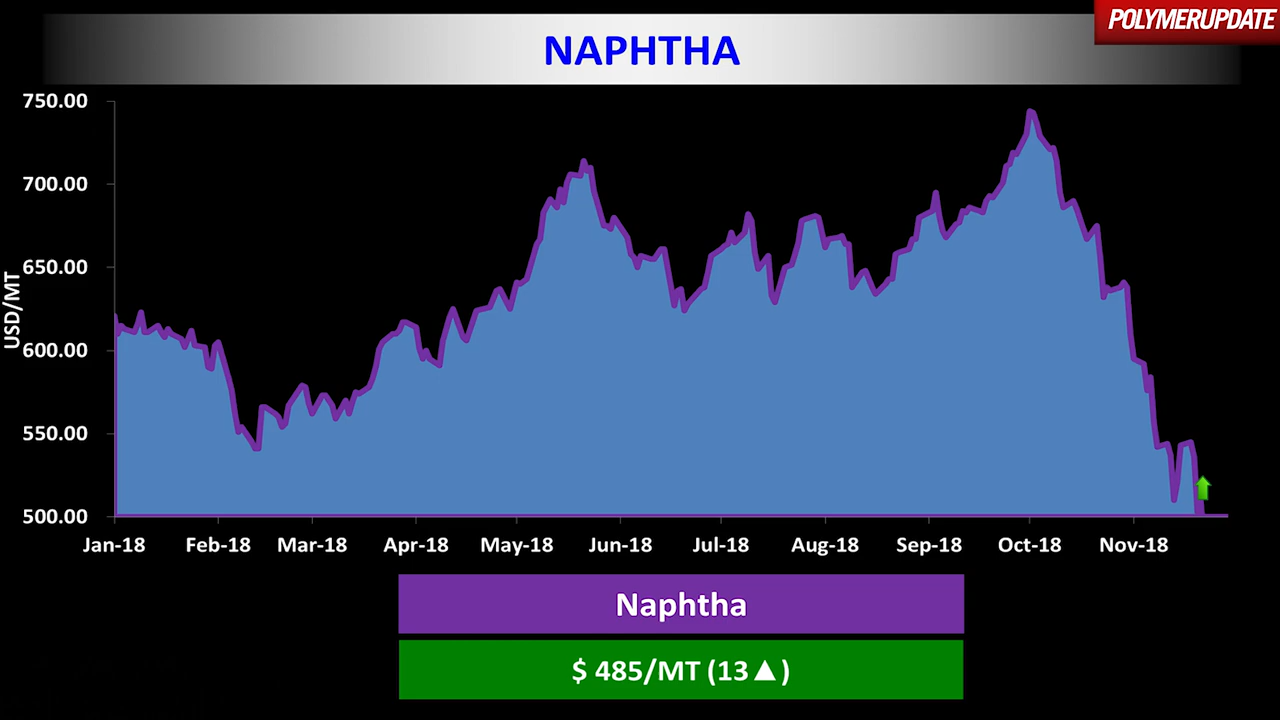 POLYMERUPDATE
NAPHTHA
750.00
700.00
650.00
600.00
550.00
500.00
USD/MT
Jan-18 Feb-18 Mar-18 Apr-18 May-18 Jun-18 Jul-18 Aug-18 Sep-18 Oct-18 Nov-18
Naphtha
$ 485/MT (13▲)